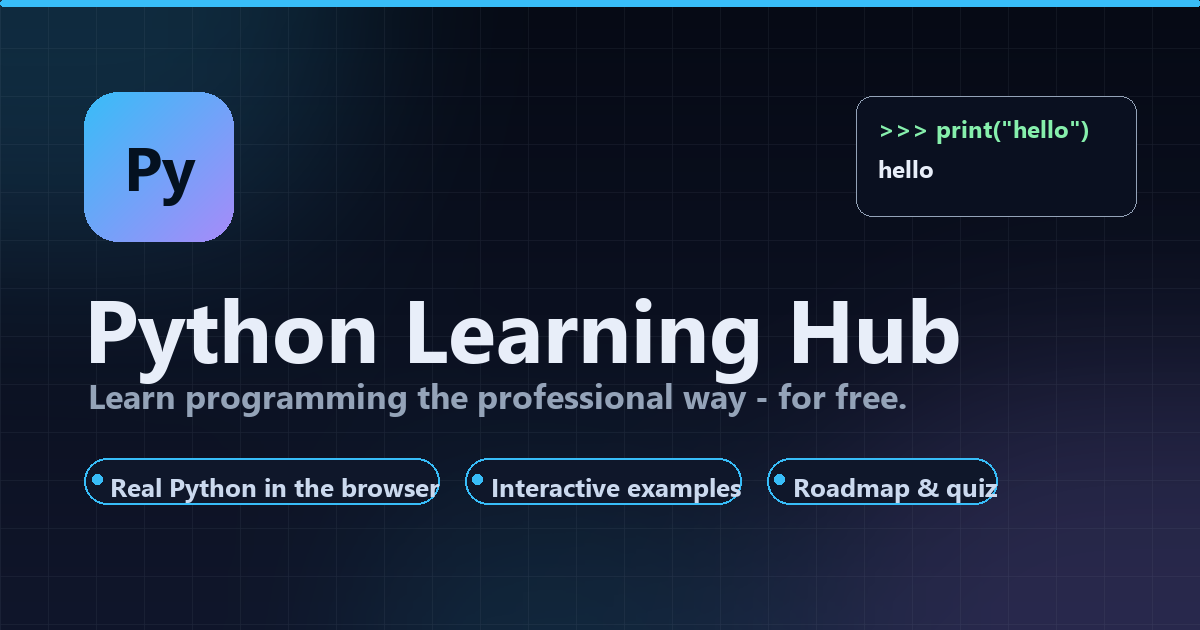 Py
>>> print("hello")
hello
Python Learning Hub
Learn programming the professional way - for free.
Real Python in the browser
Interactive examples
Roadmap & quiz